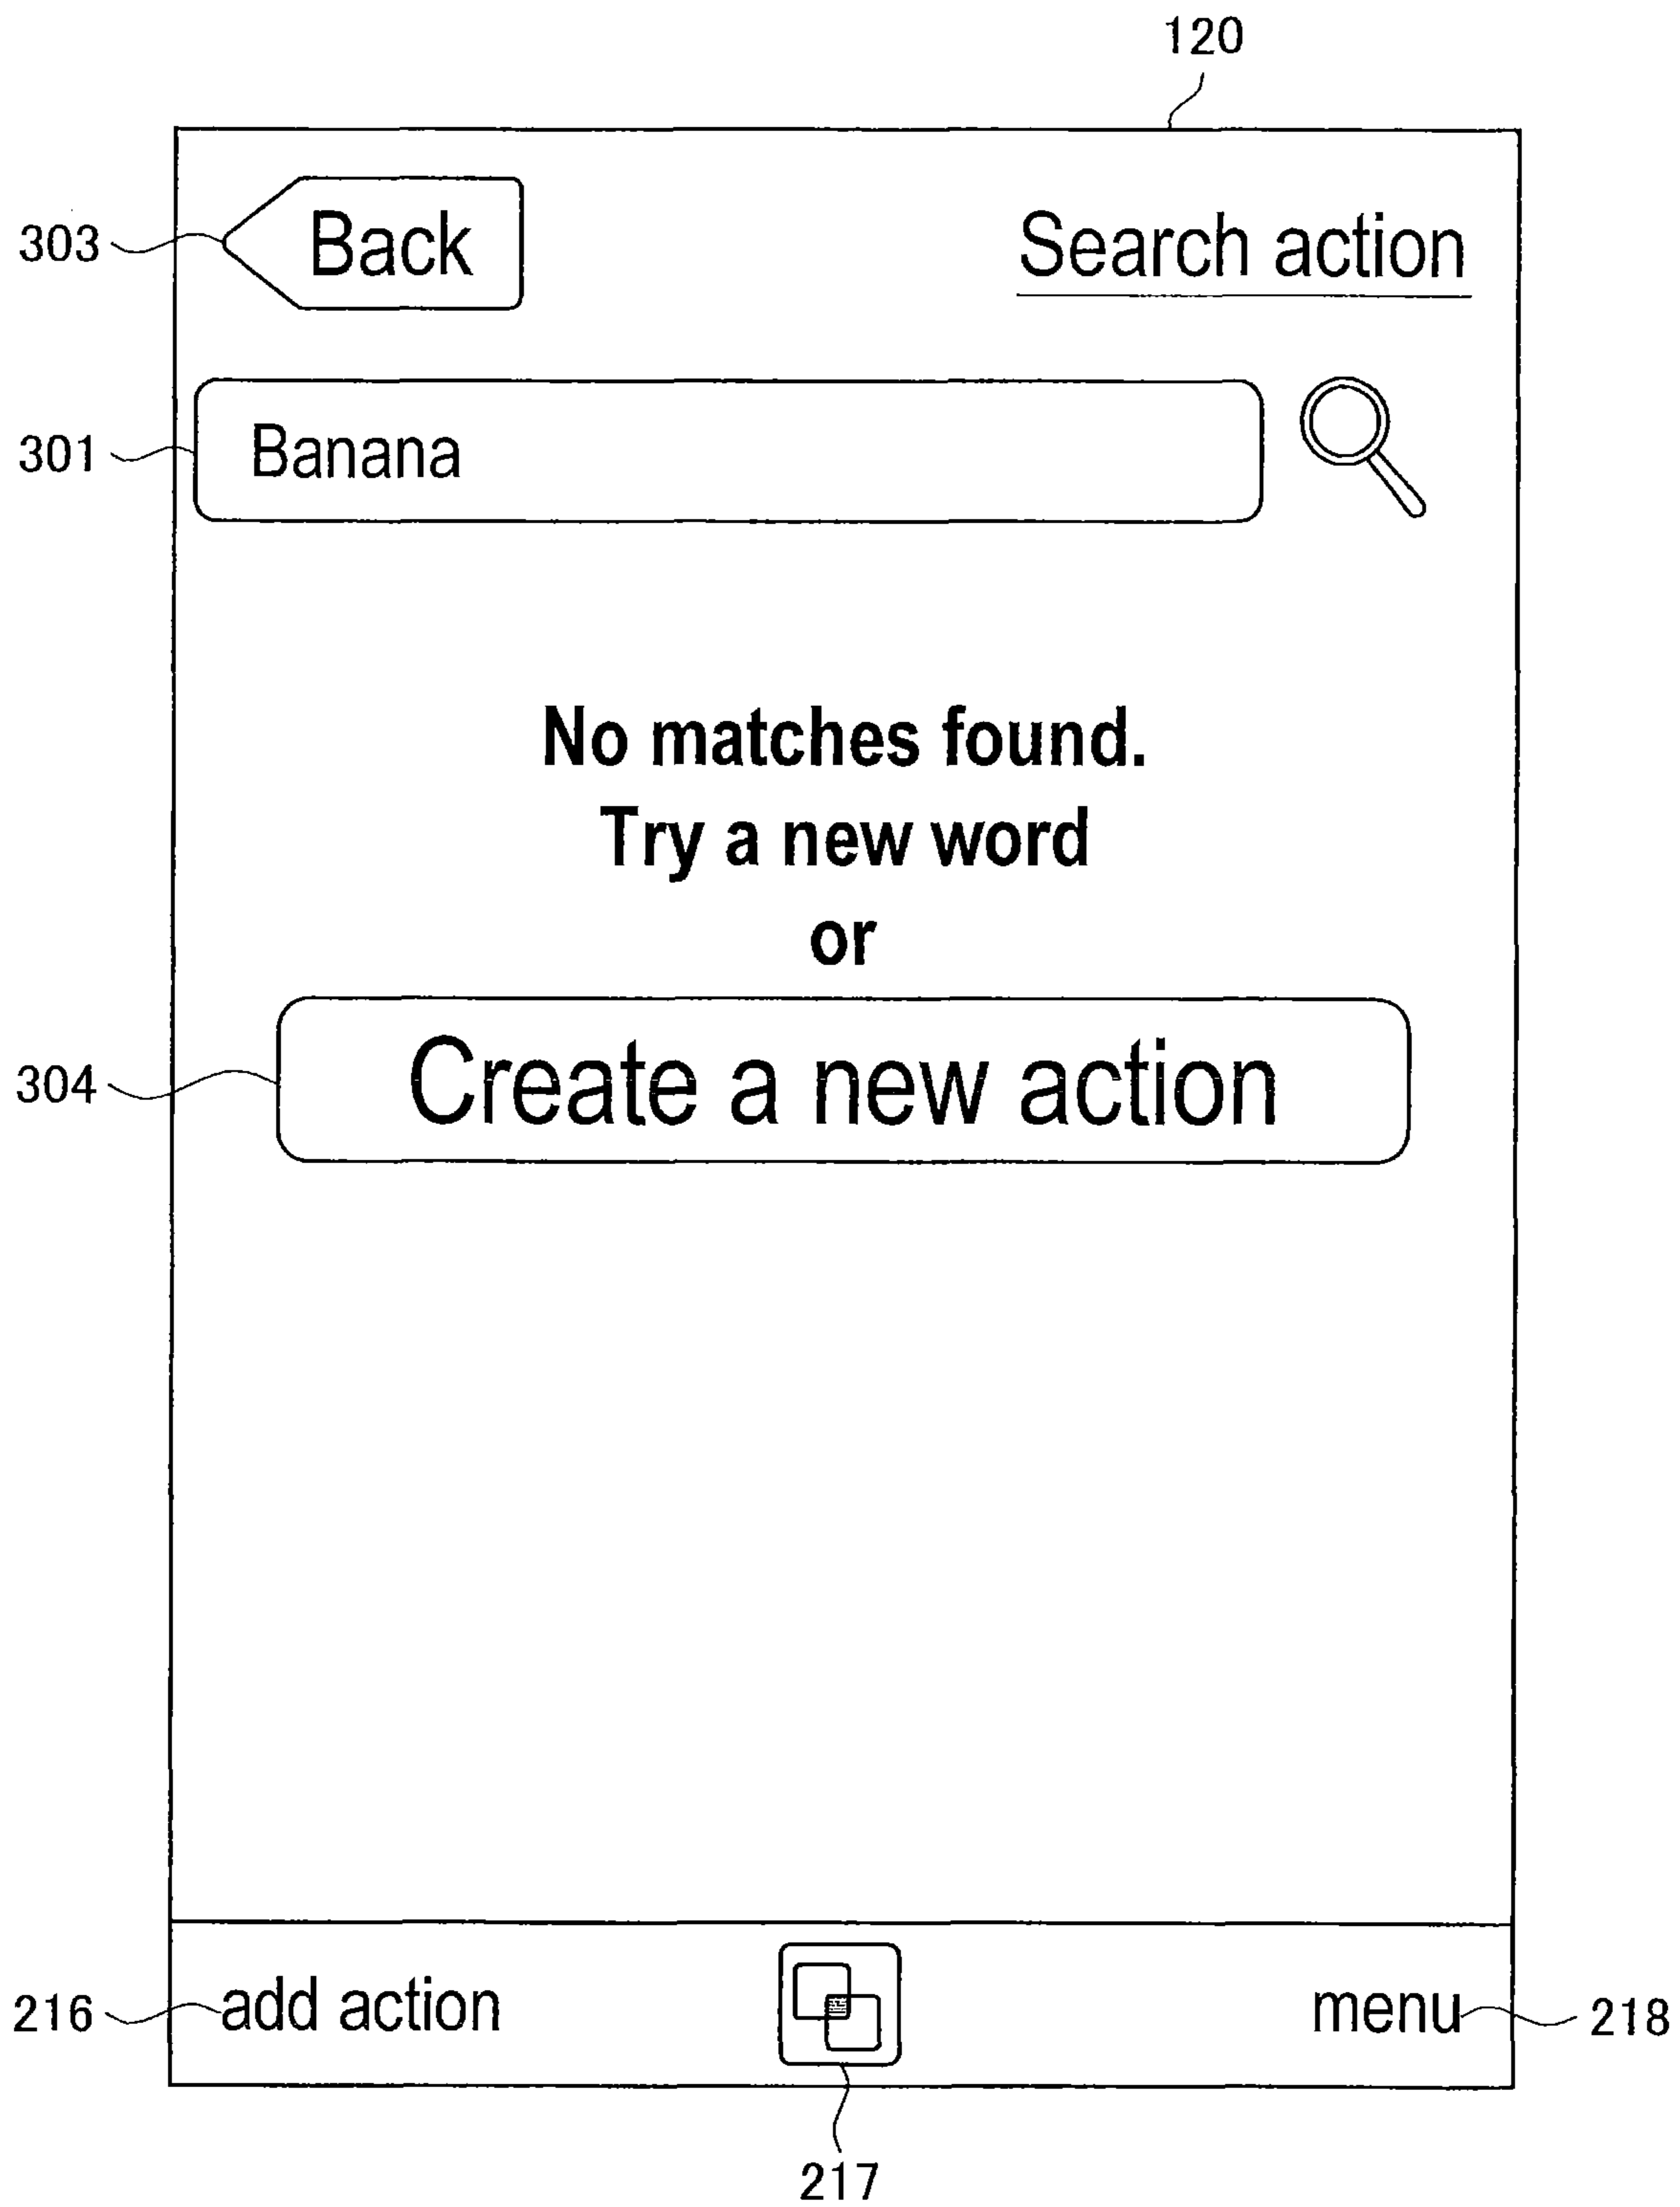 120
303 Back Search action
301 Banana
No matches found.
Try a new word
or
304 Create a new action
216 add action menu 218
217